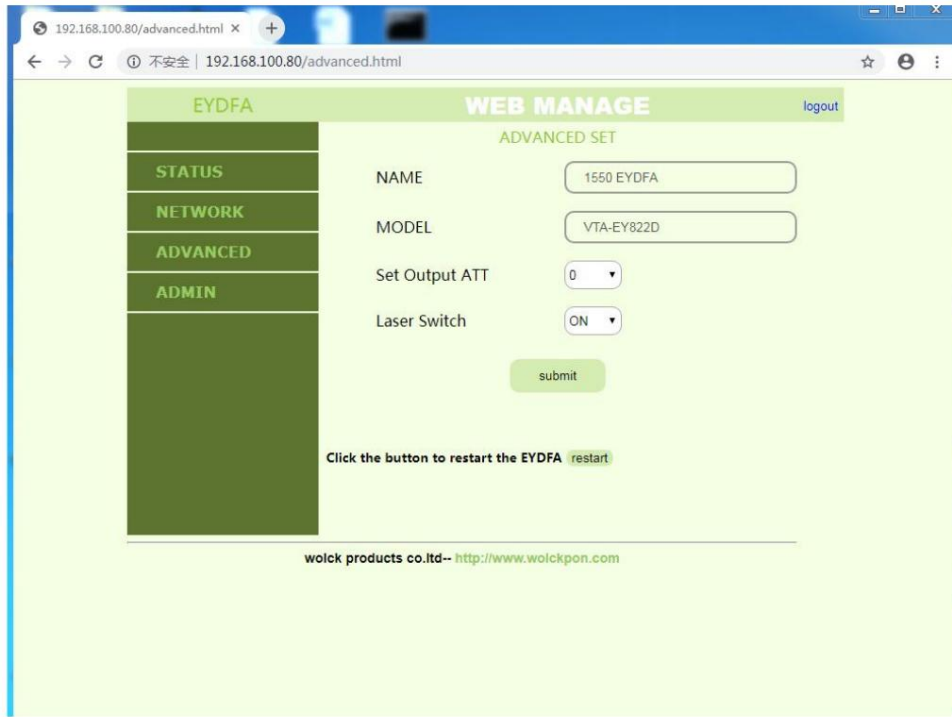 192.168.100.80/advanced.html
不安全 | 192.168.100.80/advanced.html
EYDFA WEB MANAGE logout
ADVANCED SET
STATUS
NETWORK
ADVANCED
ADMIN
NAME 1550 EYDFA
MODEL VTA-EY822D
Set Output ATT 0
Laser Switch ON
submit
Click the button to restart the EYDFA restart
wolck products co.ltd-- http://www.wolckpon.com